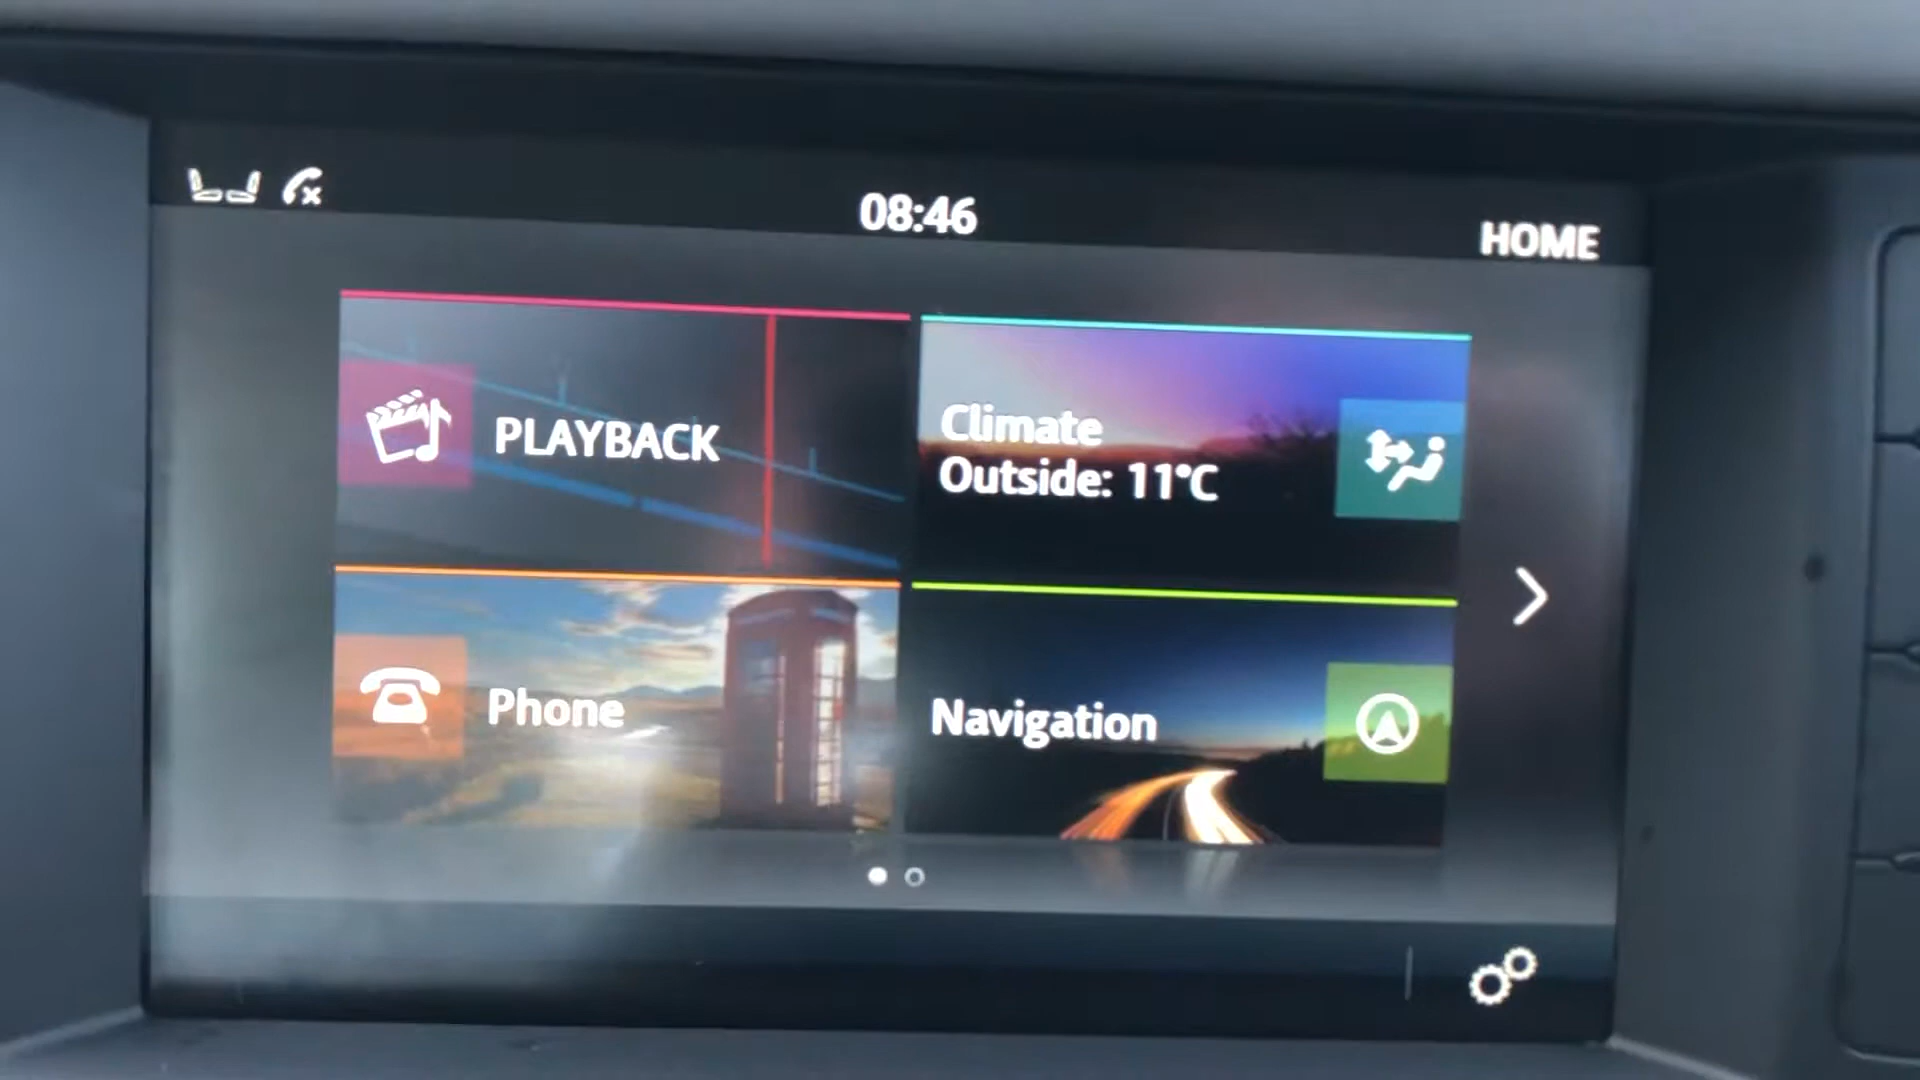 08:46
HOME
PLAYBACK
Climate
Outside: 11°C
Phone
Navigation